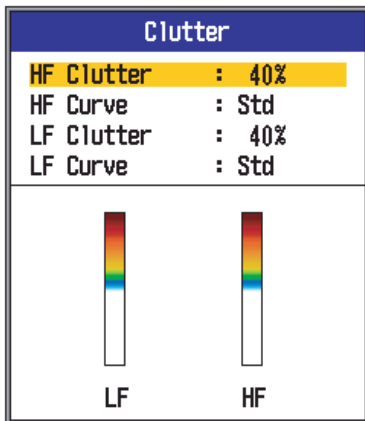 Clutter
HF Clutter : 40%
HF Curve : Std
LF Clutter : 40%
LF Curve : Std
LF HF